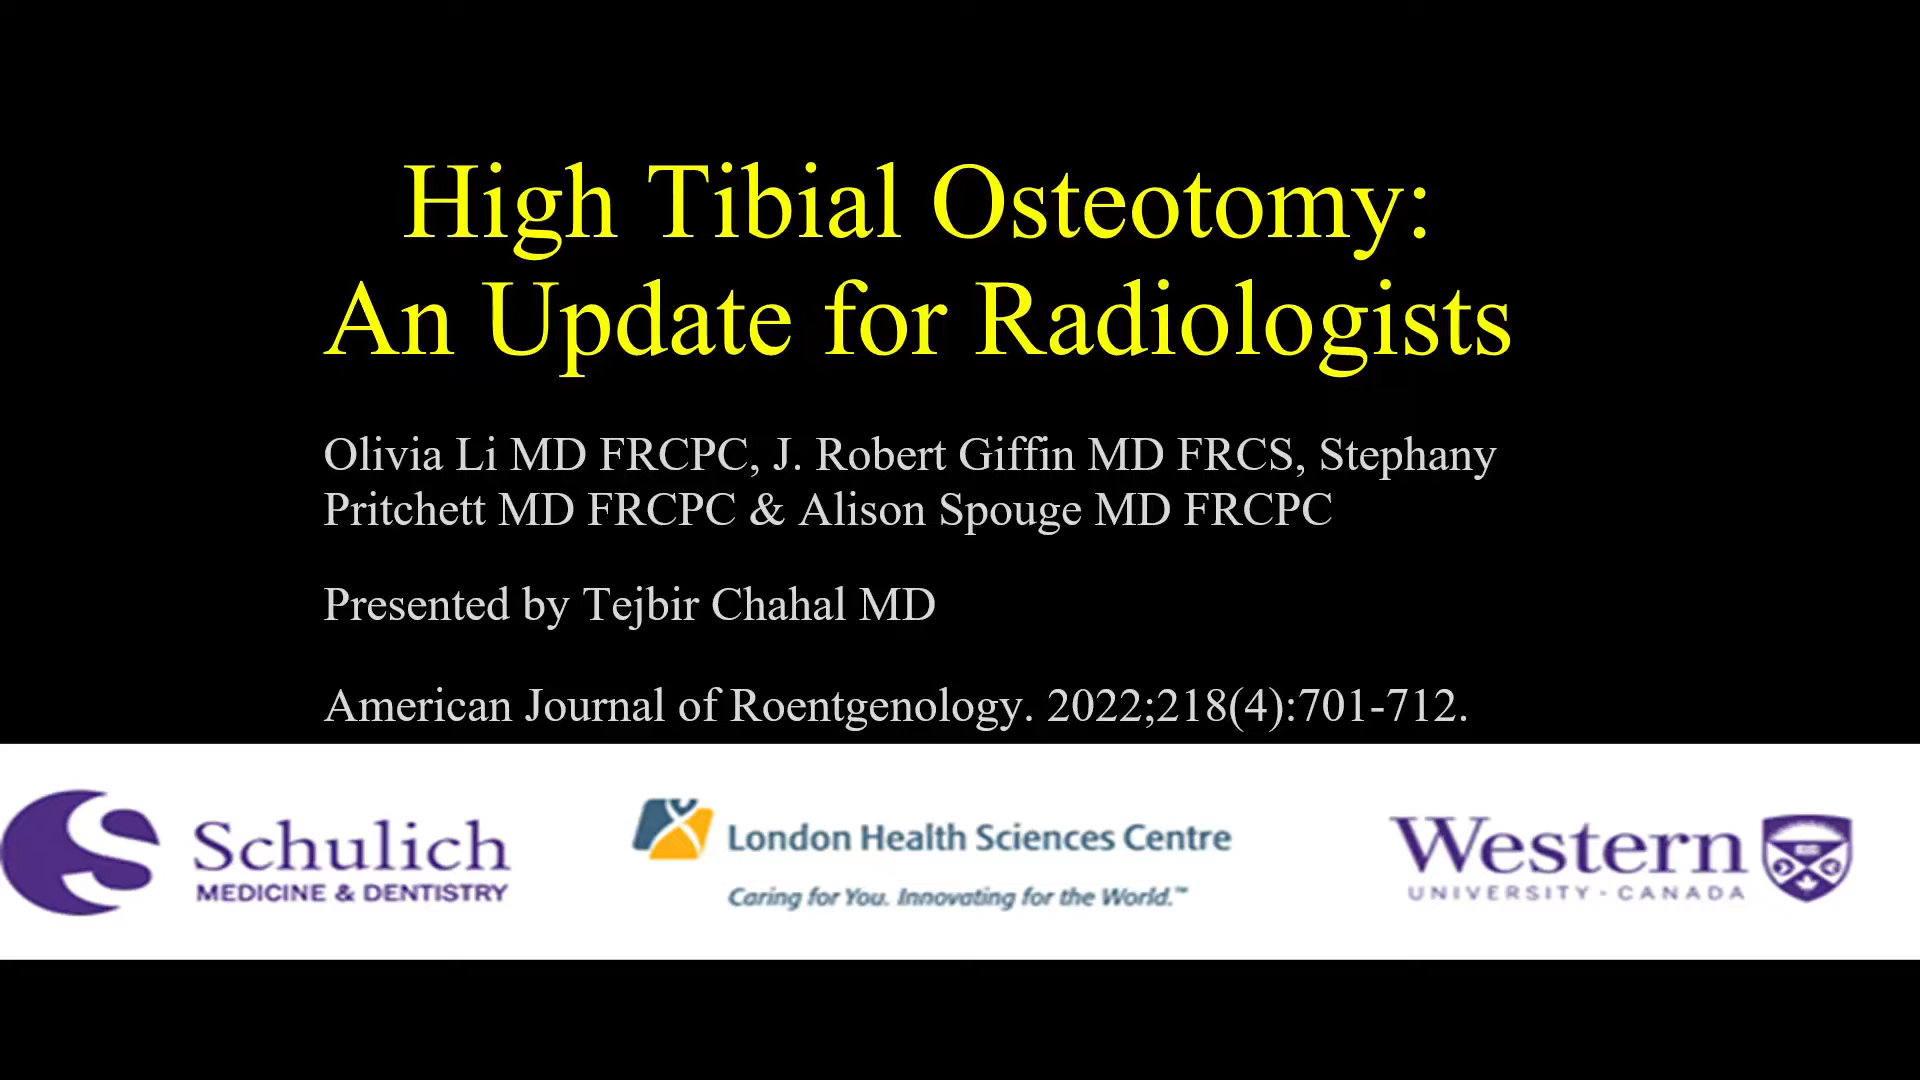 High Tibial Osteotomy:
An Update for Radiologists
Olivia Li MD FRCPC, J. Robert Giffin MD FRCS, Stephany
Pritchett MD FRCPC & Alison Spouge MD FRCPC
Presented by Tejbir Chahal MD
American Journal of Roentgenology. 2022;218(4):701-712.
Schulich
MEDICINE & DENTISTRY
London Health Sciences Centre
Caring for You. Innovating for the World.™
Western
UNIVERSITY · CANADA